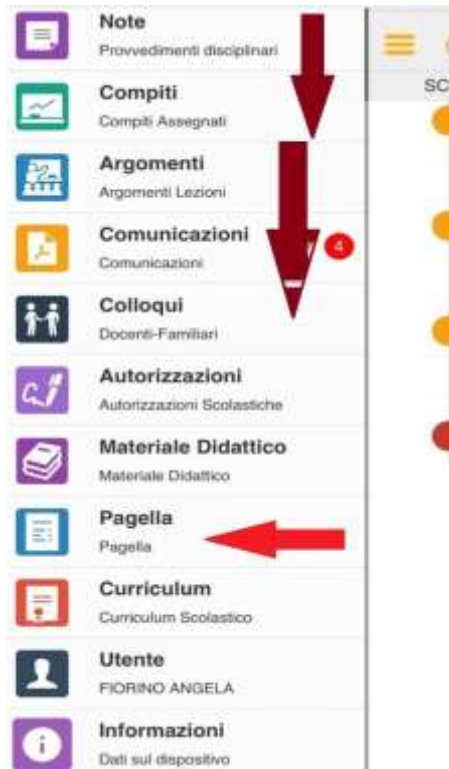 Note
Provvedimenti disciplinari
SC
Compiti
Compiti Assegnati
Argomenti
Argomenti Lezioni
Comunicazioni
4
Comunicazioni
Colloqui
Docenti-Familiari
Autorizzazioni
Autorizzazioni Scolastiche
Materiale Didattico
Materiale Didattico
Pagella
Pagella
Curriculum
Curriculum Scolastico
Utente
FIORINO ANGELA
Informazioni
Dati sul dispositivo